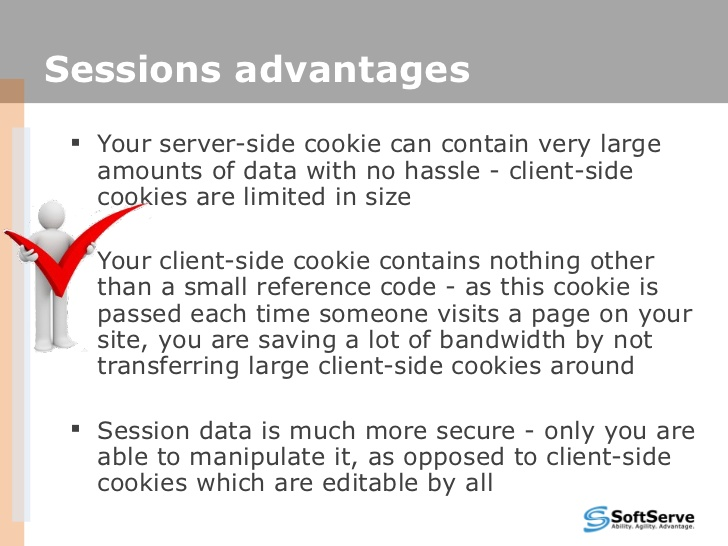 Sessions advantages
▪ Your server-side cookie can contain very large
amounts of data with no hassle - client-side
cookies are limited in size
Your client-side cookie contains nothing other
than a small reference code - as this cookie is
passed each time someone visits a page on your
site, you are saving a lot of bandwidth by not
transferring large client-side cookies around
▪ Session data is much more secure - only you are
able to manipulate it, as opposed to client-side
cookies which are editable by all
SoftServe
Ability. Agility. Advantage.